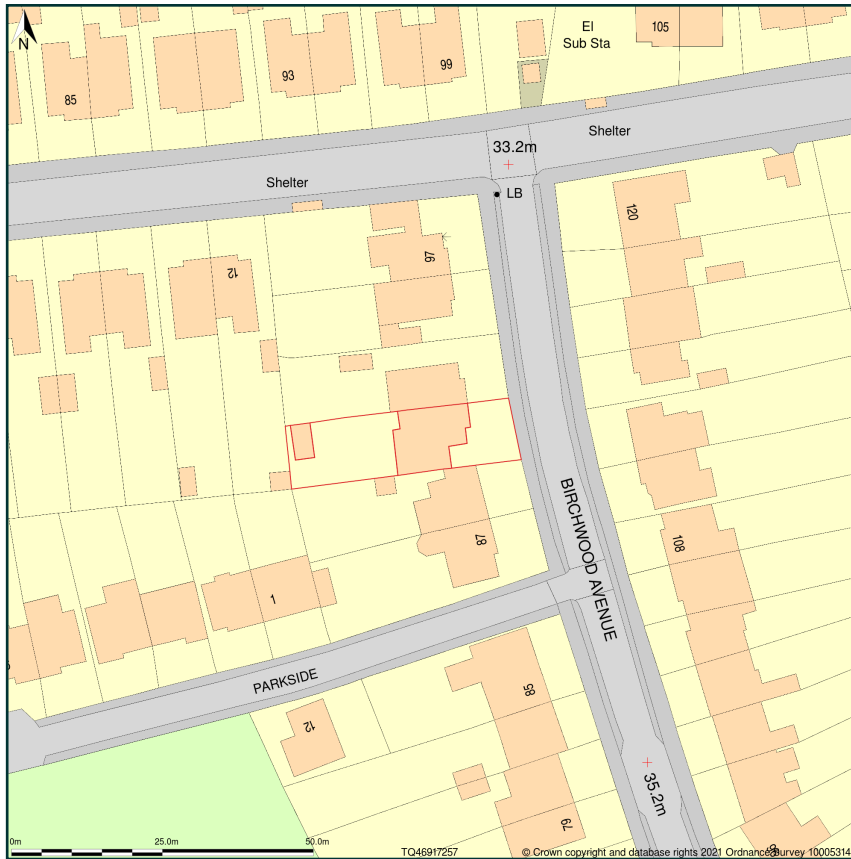 N
El
Sub Sta
105
93
99
85
33.2m
Shelter
Shelter
LB
120
97
12
BIRCHWOOD AVENUE
87
108
1
PARKSIDE
85
12
35.2m
79
0m 25.0m 50.0m
TQ46917257
© Crown copyright and database rights 2021 Ordnance Survey 10005314